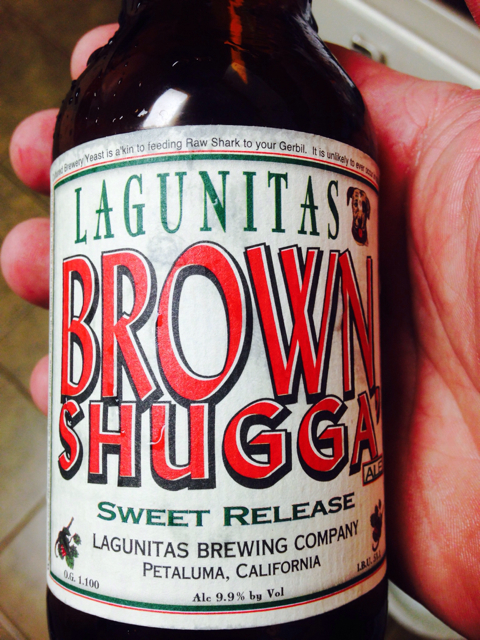 Brewery Yeast is a'kin to feeding Raw Shark to your Gerbil. It is unlikely to
LAGUNITAS
BROWN
SHUGGA'
ALE
SWEET RELEASE
LAGUNITAS BREWING COMPANY
PETALUMA, CALIFORNIA
O.G. 1.100
Alc 9.9% by Vol
I.B.U.